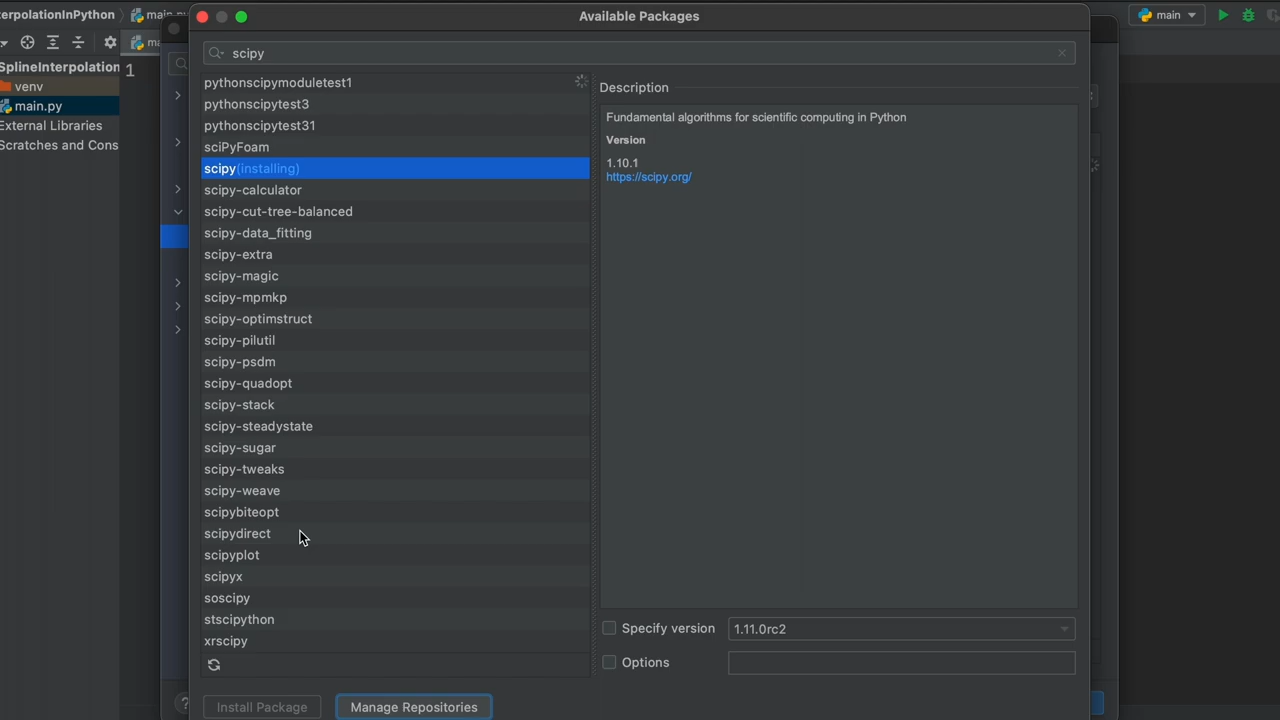 Available Packages
terpolationInPython
main.py
main
scipy
ma
SplineInterpolation
venv
main.py
External Libraries
Scratches and Cons
1
pythonscipymoduletest1
pythonscipytest3
pythonscipytest31
sciPyFoam
scipy(installing)
scipy-calculator
scipy-cut-tree-balanced
scipy-data_fitting
scipy-extra
scipy-magic
scipy-mpmkp
scipy-optimstruct
scipy-pilutil
scipy-psdm
scipy-quadopt
scipy-stack
scipy-steadystate
scipy-sugar
scipy-tweaks
scipy-weave
scipybiteopt
scipydirect
scipyplot
scipyx
soscipy
stscipython
xrscipy
Description
Fundamental algorithms for scientific computing in Python
Version
1.10.1
https://scipy.org/
Specify version
1.11.0rc2
Options
?
Install Package
Manage Repositories